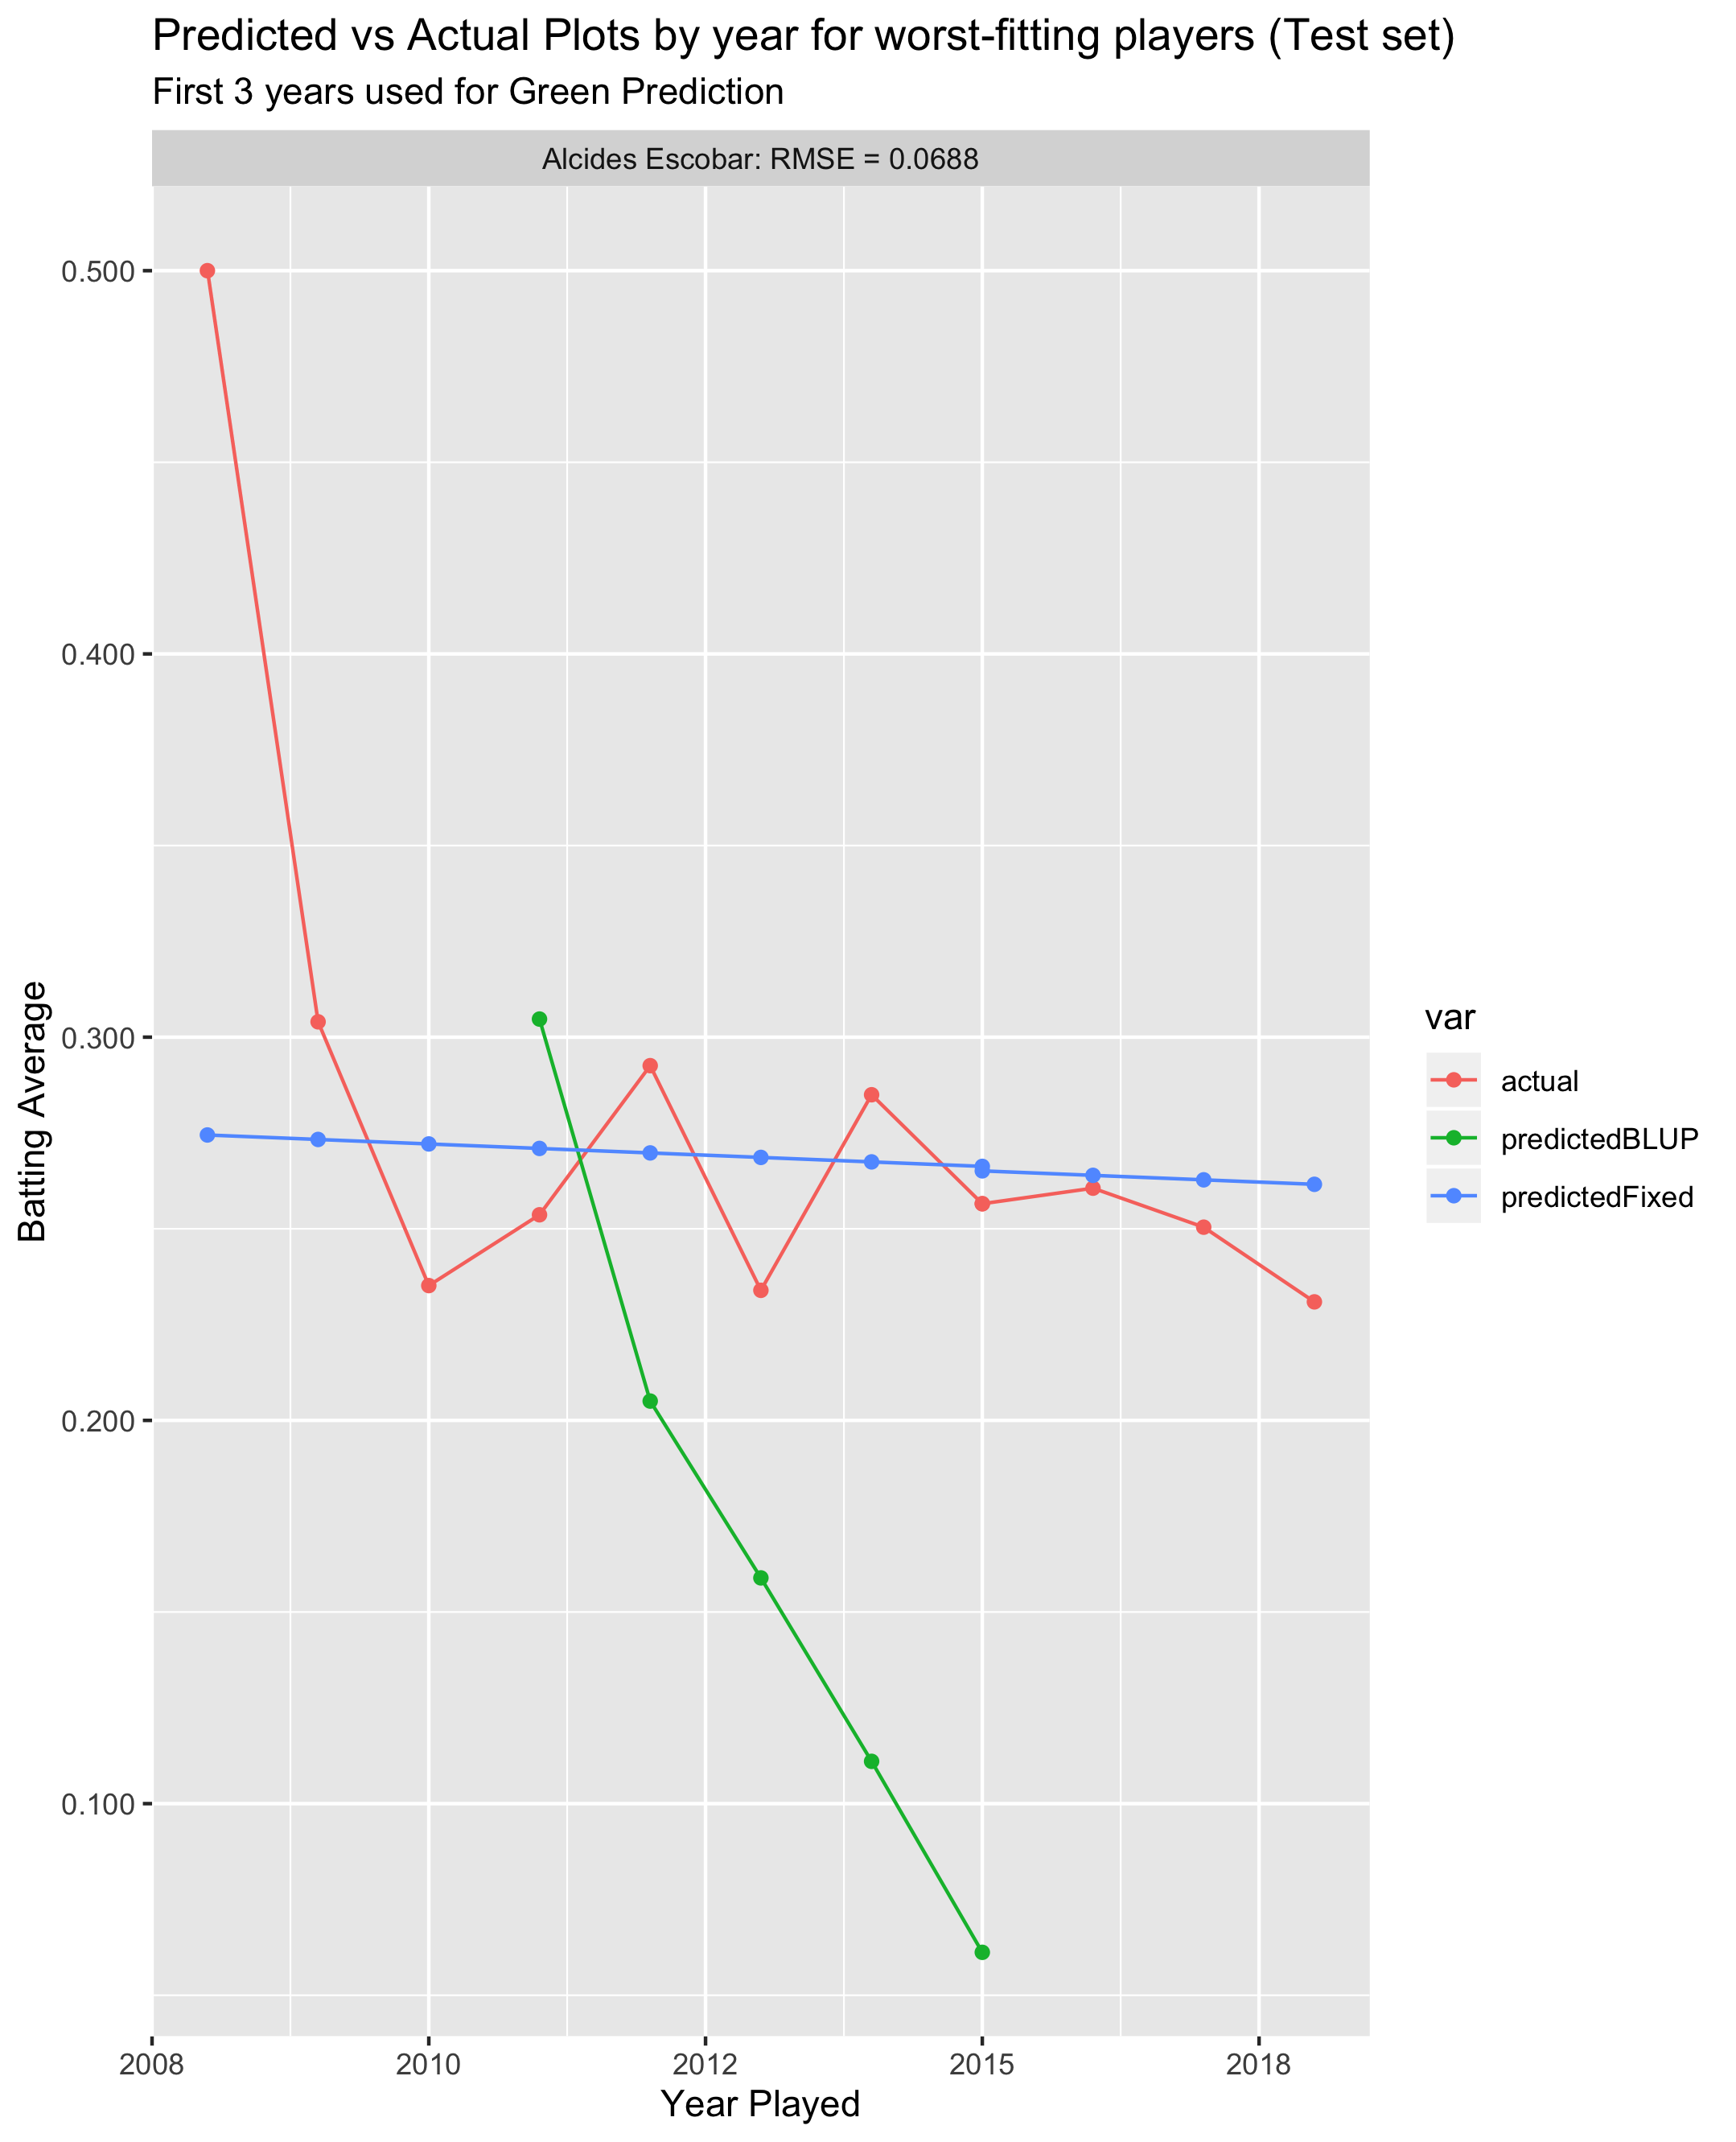 Predicted vs Actual Plots by year for worst-fitting players (Test set)
First 3 years used for Green Prediction
Alcides Escobar: RMSE = 0.0688
0.500
0.400
0.300
0.200
0.100
Batting Average
2008 2010 2012 2015 2018
Year Played
var
actual
predictedBLUP
predictedFixed